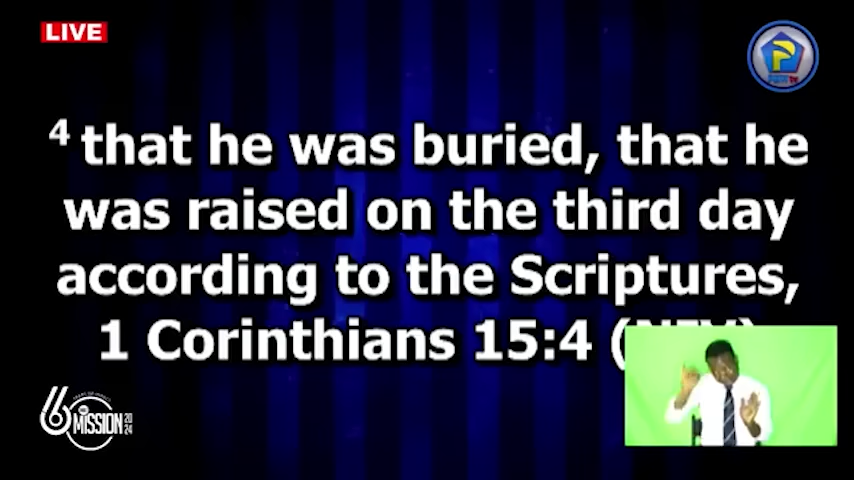 LIVE
4 that he was buried, that he
was raised on the third day
according to the Scriptures,
1 Corinthians 15:4
MISSION
2024